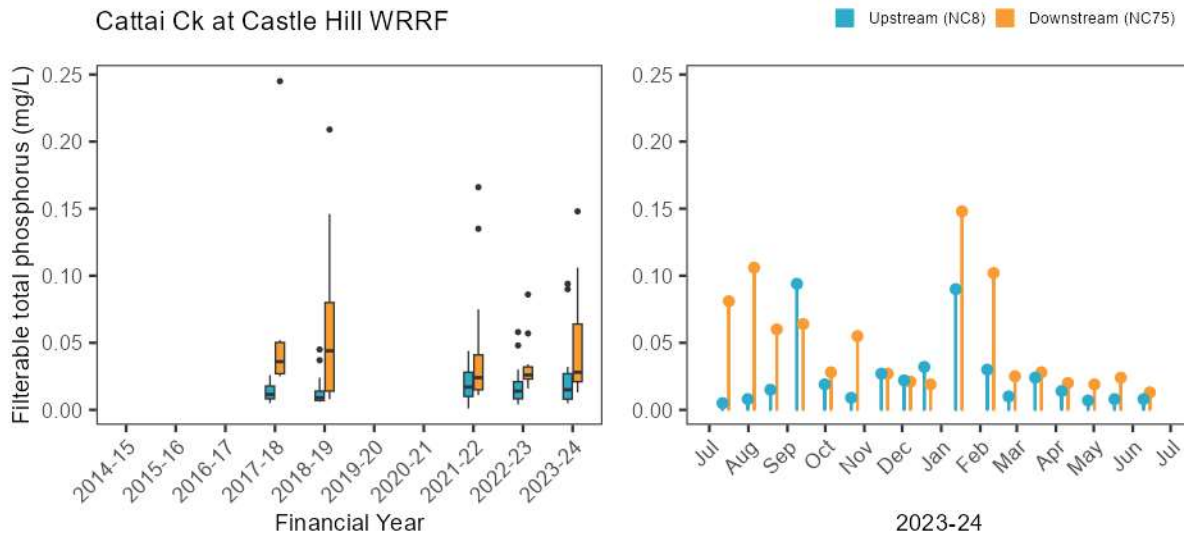 Cattai Ck at Castle Hill WRRF
Upstream (NC8) Downstream (NC75)
Filterable total phosphorus (mg/L)
0.25
0.20
0.15
0.10
0.05
0.00
2014-15 2015-16 2016-17 2017-18 2018-19 2019-20 2020-21 2021-22 2022-23 2023-24
Financial Year
0.25
0.20
0.15
0.10
0.05
0.00
Jul Aug Sep Oct Nov Dec Jan Feb Mar Apr May Jun Jul
2023-24